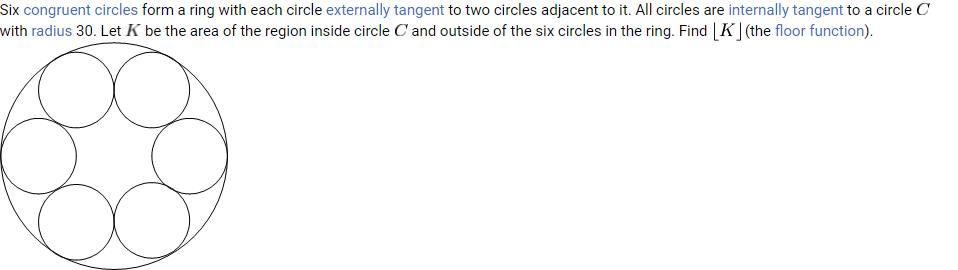 Six congruent circles form a ring with each circle externally tangent to two circles adjacent to it. All circles are internally tangent to a circle C
with radius 30. Let K be the area of the region inside circle C and outside of the six circles in the ring. Find ⌊K⌋ (the floor function).